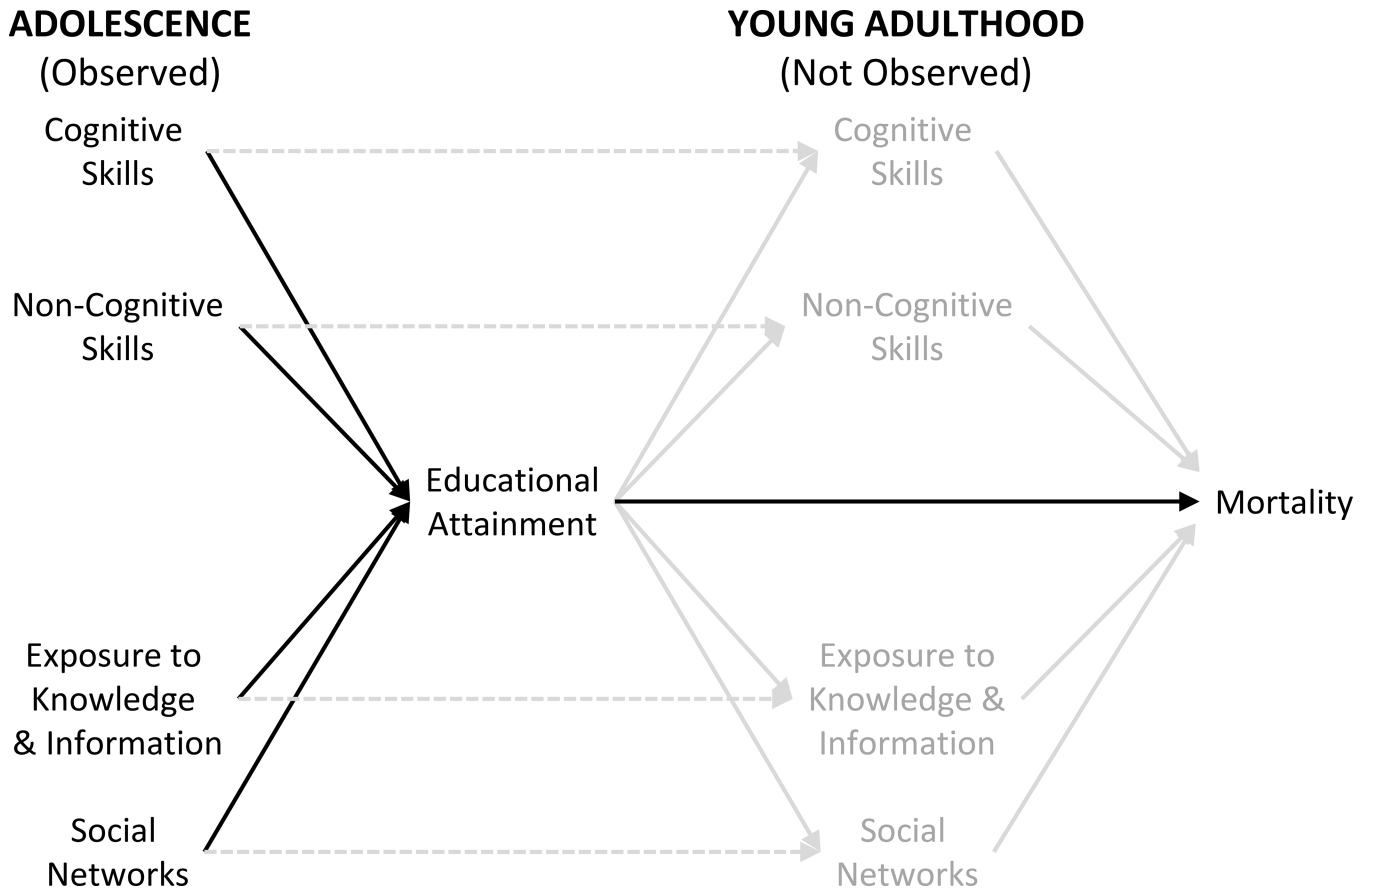 ADOLESCENCE
(Observed)
Cognitive
Skills
Non-Cognitive
Skills
Exposure to
Knowledge
& Information
Social
Networks
Educational
Attainment
YOUNG ADULTHOOD
(Not Observed)
Cognitive
Skills
Non-Cognitive
Skills
Exposure to
Knowledge &
Information
Social
Networks
Mortality